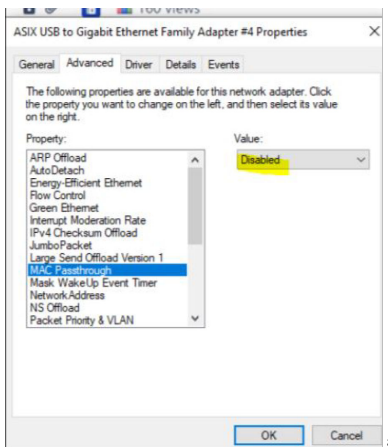 100 views
ASIX USB to Gigabit Ethernet Family Adapter #4 Properties
General Advanced Driver Details Events
The following properties are available for this network adapter. Click
the property you want to change on the left, and then select its value
on the right.
Property:
Value:
ARP Offload
Disabled
AutoDetach
Energy-Efficient Ethernet
Flow Control
Green Ethernet
Interrupt Moderation Rate
IPv4 Checksum Offload
JumboPacket
Large Send Offload Version 1
MAC Passthrough
Mask WakeUp Event Timer
NetworkAddress
NS Offload
Packet Priority & VLAN
OK Cancel